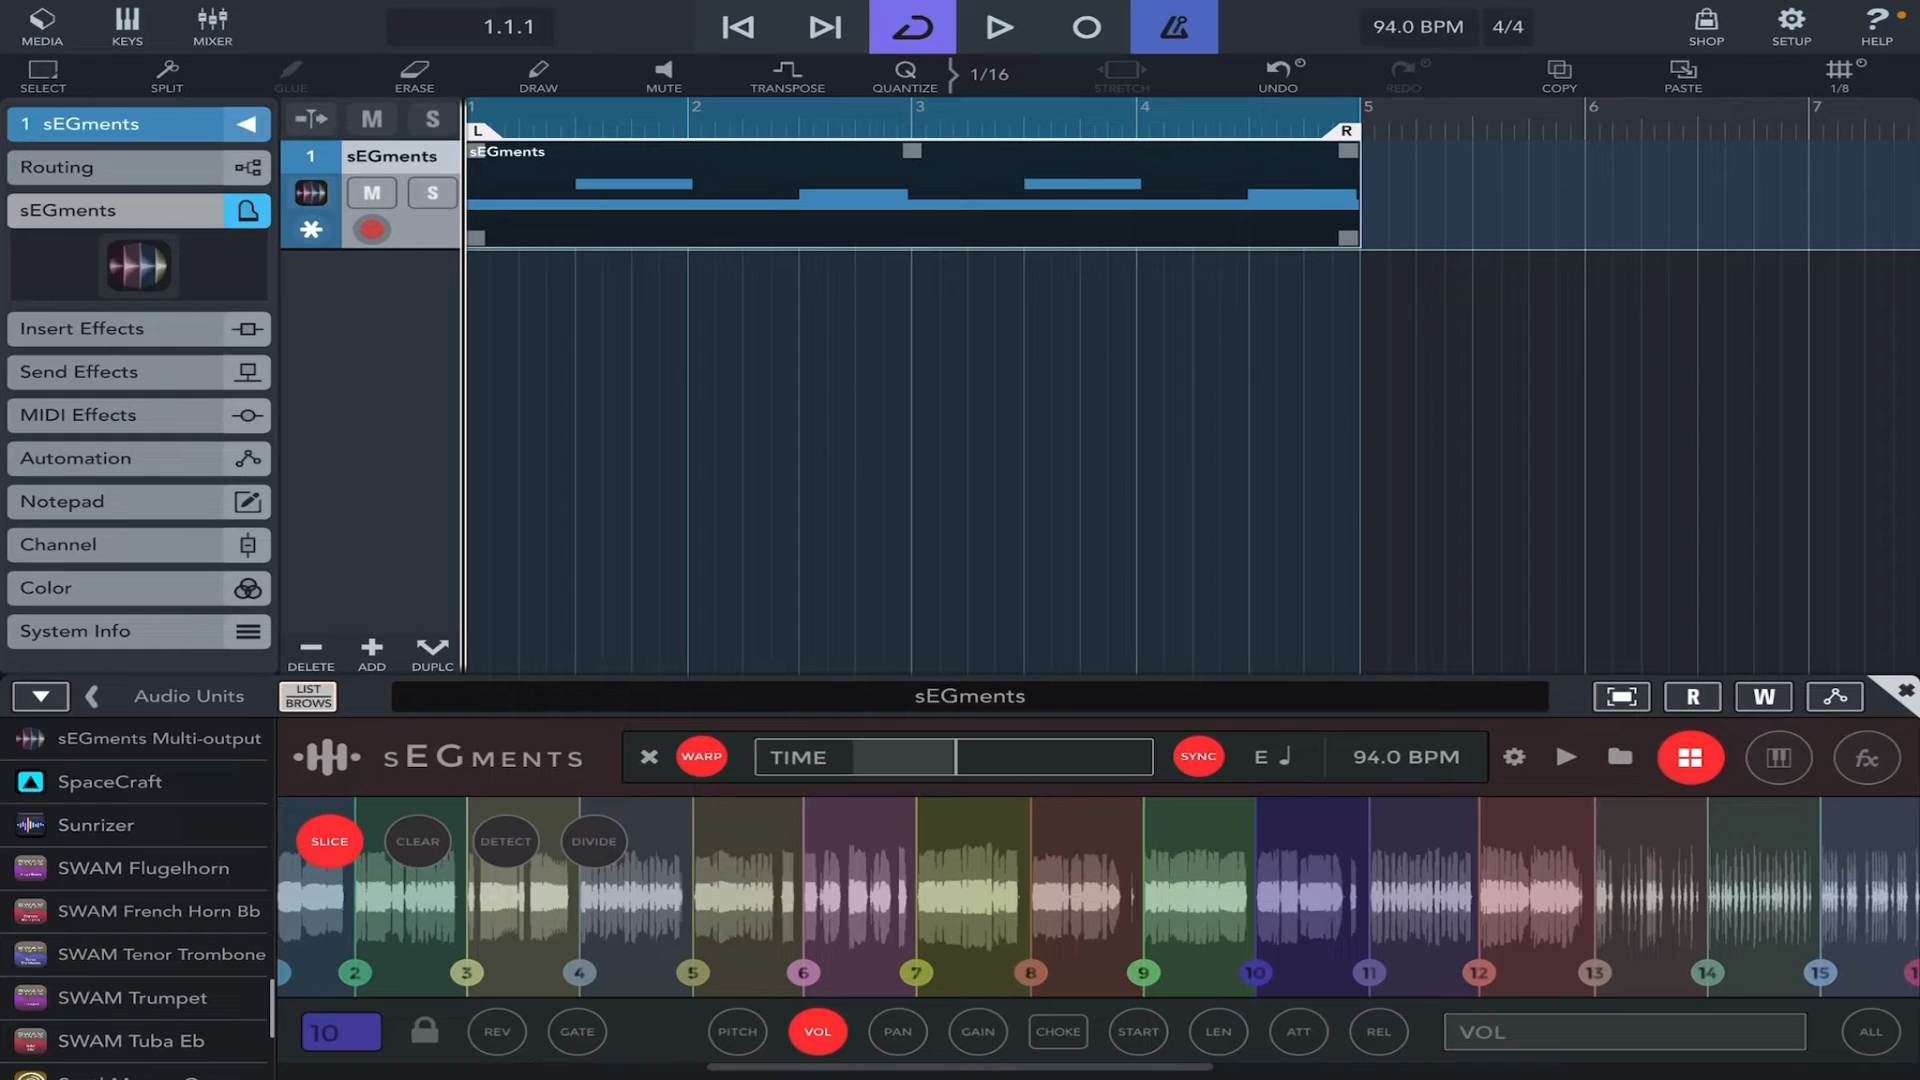 1.1.1
94.0 BPM 4/4
MEDIA KEYS MIXER SHOP SETUP HELP
SELECT SPLIT GLUE ERASE DRAW MUTE TRANSPOSE QUANTIZE 1/16 STRETCH UNDO REDO COPY PASTE 1/8
1 sEGments
M S
1 2 3 4 5 6 7
L R
Routing
1 sEGments
sEGments
M S
sEGments
Insert Effects
Send Effects
MIDI Effects
Automation
Notepad
Channel
Color
System Info
DELETE ADD DUPLC
Audio Units
LIST
BROWS
sEGments
R W
sEGments Multi-output
SpaceCraft
Sunrizer
SWAM Flugelhorn
SWAM French Horn Bb
SWAM Tenor Trombone
SWAM Trumpet
SWAM Tuba Eb
sEGMENTS
WARP TIME SYNC E 94.0 BPM fx
SLICE CLEAR DETECT DIVIDE
2 3 4 5 6 7 8 9 10 11 12 13 14 15
10 REV GATE PITCH VOL PAN GAIN CHOKE START LEN ATT REL VOL ALL